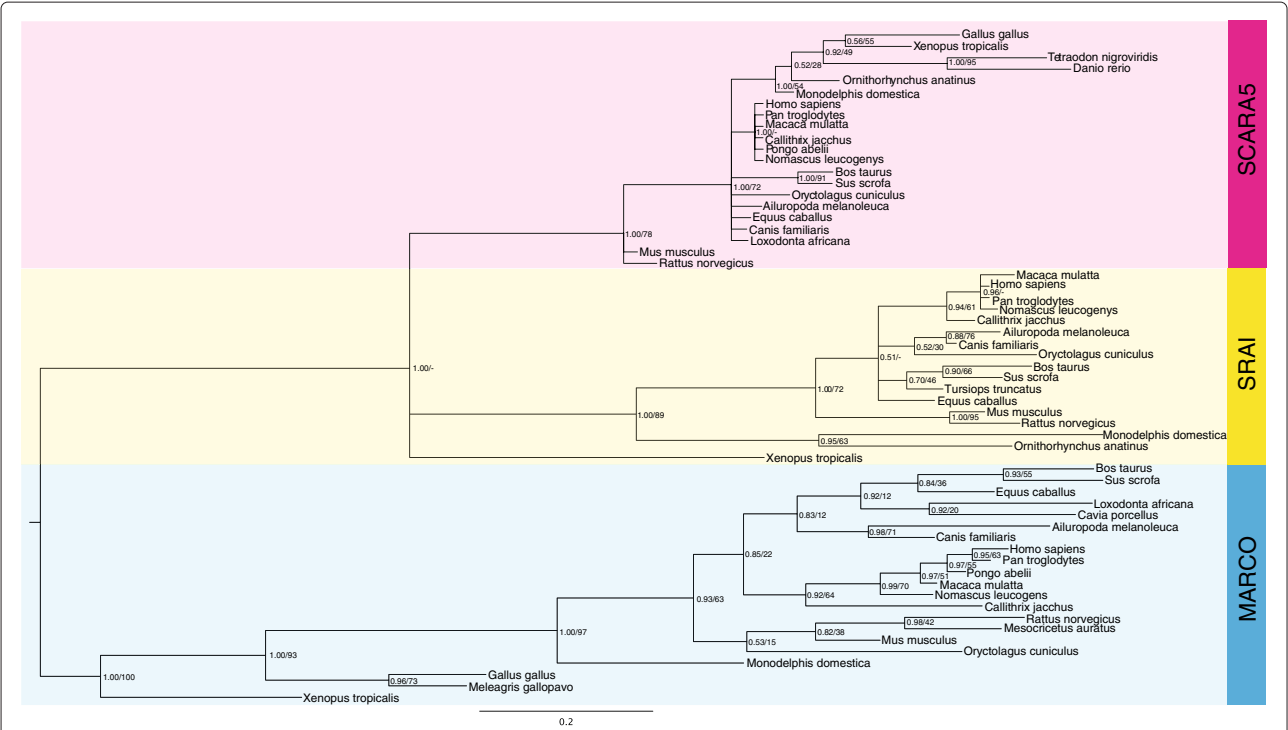 Gallus gallus
0.56/55
Xenopus tropicalis
0.92/49
Tetraodon nigroviridis
1.00/95
Danio rerio
0.52/28
Ornithorhynchus anatinus
1.00/54
Monodelphis domestica
Homo sapiens
Pan troglodytes
Macaca mulatta
1.00/-
Callithrix jacchus
Pongo abelii
Nomascus leucogenys
Bos taurus
1.00/91
Sus scrofa
1.00/72
Oryctolagus cuniculus
Ailuropoda melanoleuca
Equus caballus
Canis familiaris
1.00/78
Loxodonta africana
Mus musculus
Rattus norvegicus
SCARA5
Macaca mulatta
Homo sapiens
0.96/-
Pan troglodytes
0.94/61
Nomascus leucogenys
Callithrix jacchus
Ailuropoda melanoleuca
0.88/76
Canis familiaris
0.52/30
Oryctolagus cuniculus
0.51/-
Bos taurus
0.90/66
Sus scrofa
0.70/46
Tursiops truncatus
1.00/-
1.00/72
Equus caballus
Mus musculus
1.00/89
1.00/95
Rattus norvegicus
Monodelphis domestica
0.95/63
Ornithorhynchus anatinus
Xenopus tropicalis
SRAI
Bos taurus
0.93/55
Sus scrofa
0.84/36
Equus caballus
0.92/12
Loxodonta africana
0.92/20
Cavia porcellus
0.83/12
Ailuropoda melanoleuca
0.98/71
Canis familiaris
0.85/22
Homo sapiens
0.95/63
Pan troglodytes
0.97/55
Pongo abelii
0.97/51
Macaca mulatta
0.99/70
Nomascus leucogens
0.92/64
Callithrix jacchus
0.93/63
Rattus norvegicus
0.98/42
Mesocricetus auratus
0.82/38
Mus musculus
0.53/15
Oryctolagus cuniculus
1.00/97
Monodelphis domestica
1.00/93
Gallus gallus
0.96/73
Meleagris gallopavo
1.00/100
Xenopus tropicalis
MARCO
0.2